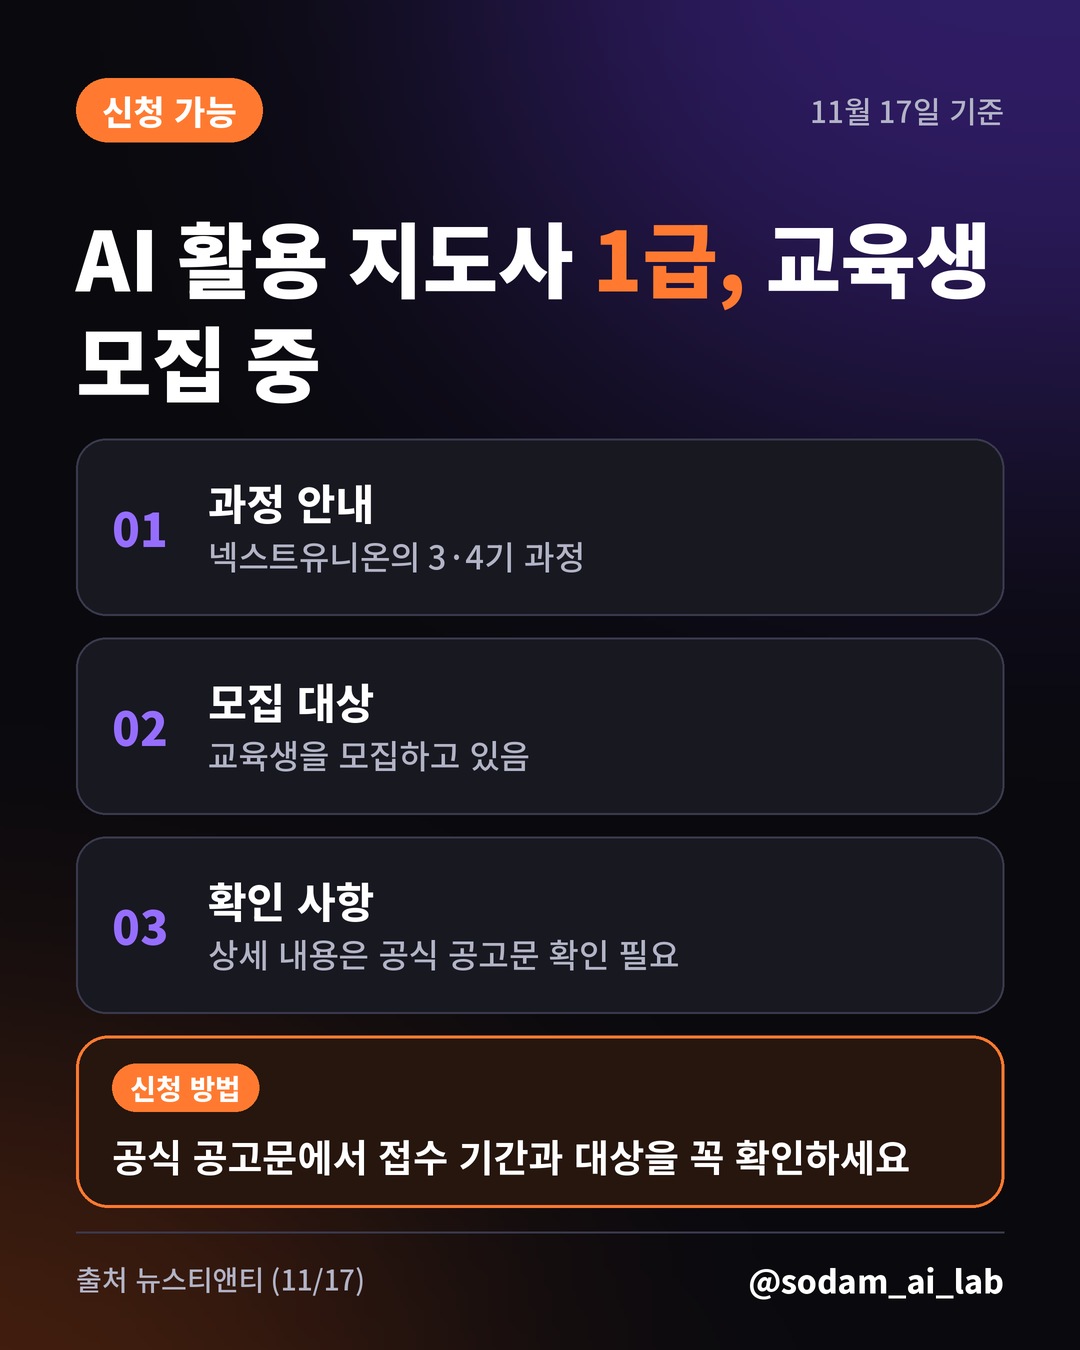 신청 가능
11월 17일 기준
AI 활용 지도사 1급, 교육생
모집 중
01
과정 안내
넥스트유니온의 3·4기 과정
02
모집 대상
교육생을 모집하고 있음
03
확인 사항
상세 내용은 공식 공고문 확인 필요
신청 방법
공식 공고문에서 접수 기간과 대상을 꼭 확인하세요
출처 뉴스티앤티 (11/17)
@sodam_ai_lab